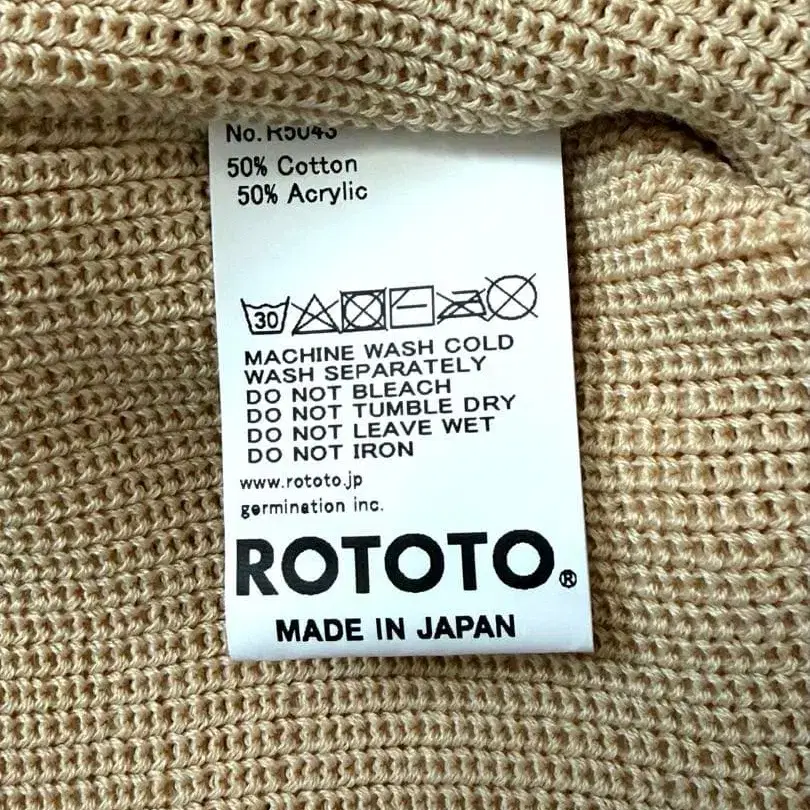 No. R5043
50% Cotton
50% Acrylic
30
MACHINE WASH COLD
WASH SEPARATELY
DO NOT BLEACH
DO NOT TUMBLE DRY
DO NOT LEAVE WET
DO NOT IRON
www.rototo.jp
germination inc.
ROTOTO®
MADE IN JAPAN